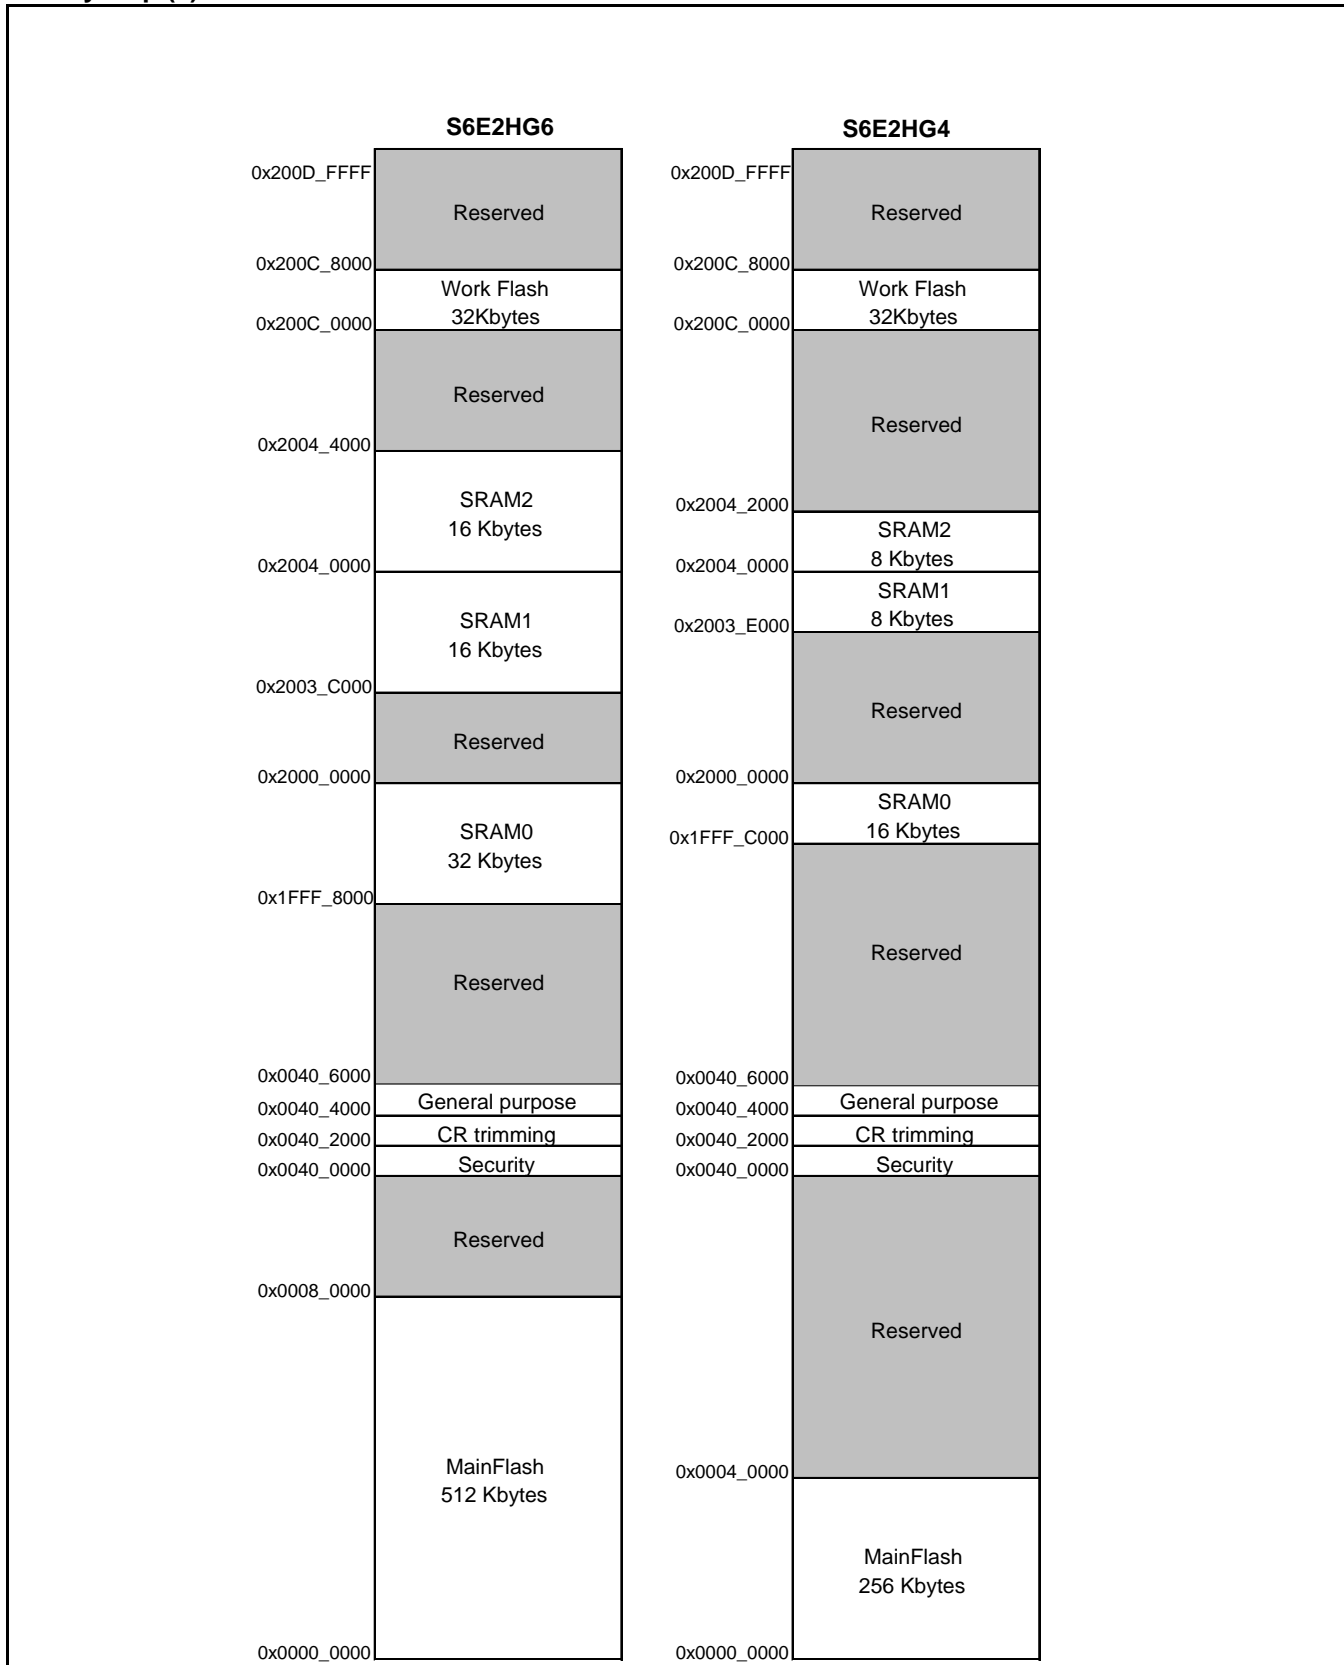 S6E2HG6
0x200D_FFFF
Reserved
0x200C_8000
Work Flash
32Kbytes
0x200C_0000
Reserved
0x2004_4000
SRAM2
16 Kbytes
0x2004_0000
SRAM1
16 Kbytes
0x2003_C000
Reserved
0x2000_0000
SRAM0
32 Kbytes
0x1FFF_8000
Reserved
0x0040_6000
General purpose
0x0040_4000
CR trimming
0x0040_2000
Security
0x0040_0000
Reserved
0x0008_0000
MainFlash
512 Kbytes
0x0000_0000
S6E2HG4
0x200D_FFFF
Reserved
0x200C_8000
Work Flash
32Kbytes
0x200C_0000
Reserved
0x2004_2000
SRAM2
8 Kbytes
0x2004_0000
SRAM1
8 Kbytes
0x2003_E000
Reserved
0x2000_0000
SRAM0
16 Kbytes
0x1FFF_C000
Reserved
0x0040_6000
General purpose
0x0040_4000
CR trimming
0x0040_2000
Security
0x0040_0000
Reserved
0x0004_0000
MainFlash
256 Kbytes
0x0000_0000